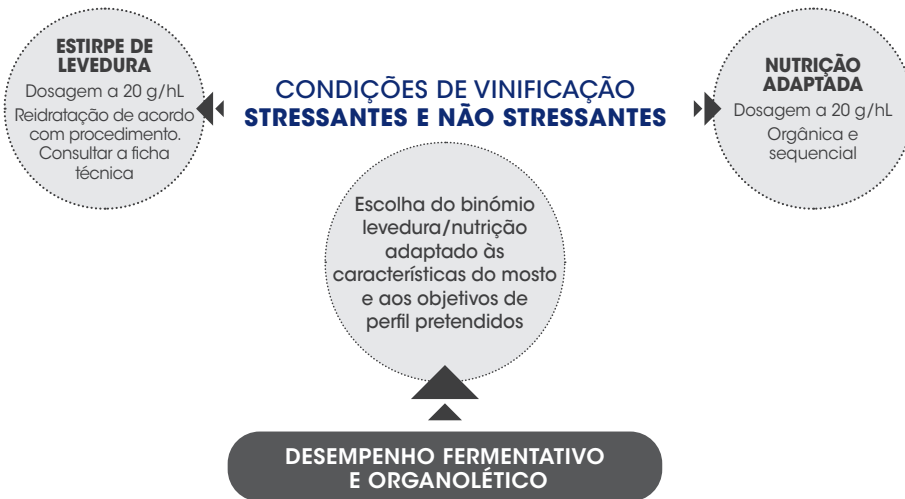 ESTIRPE DE
LEVEDURA
Dosagem a 20 g/hL
Reidratação de acordo
com procedimento.
Consultar a ficha
técnica
CONDIÇÕES DE VINIFICAÇÃO
STRESSANTES E NÃO STRESSANTES
NUTRIÇÃO
ADAPTADA
Dosagem a 20 g/hL
Orgânica e
sequencial
Escolha do binómio
levedura/nutrição
adaptado às
características do mosto
e aos objetivos de
perfil pretendidos
DESEMPENHO FERMENTATIVO
E ORGANOLÉTICO